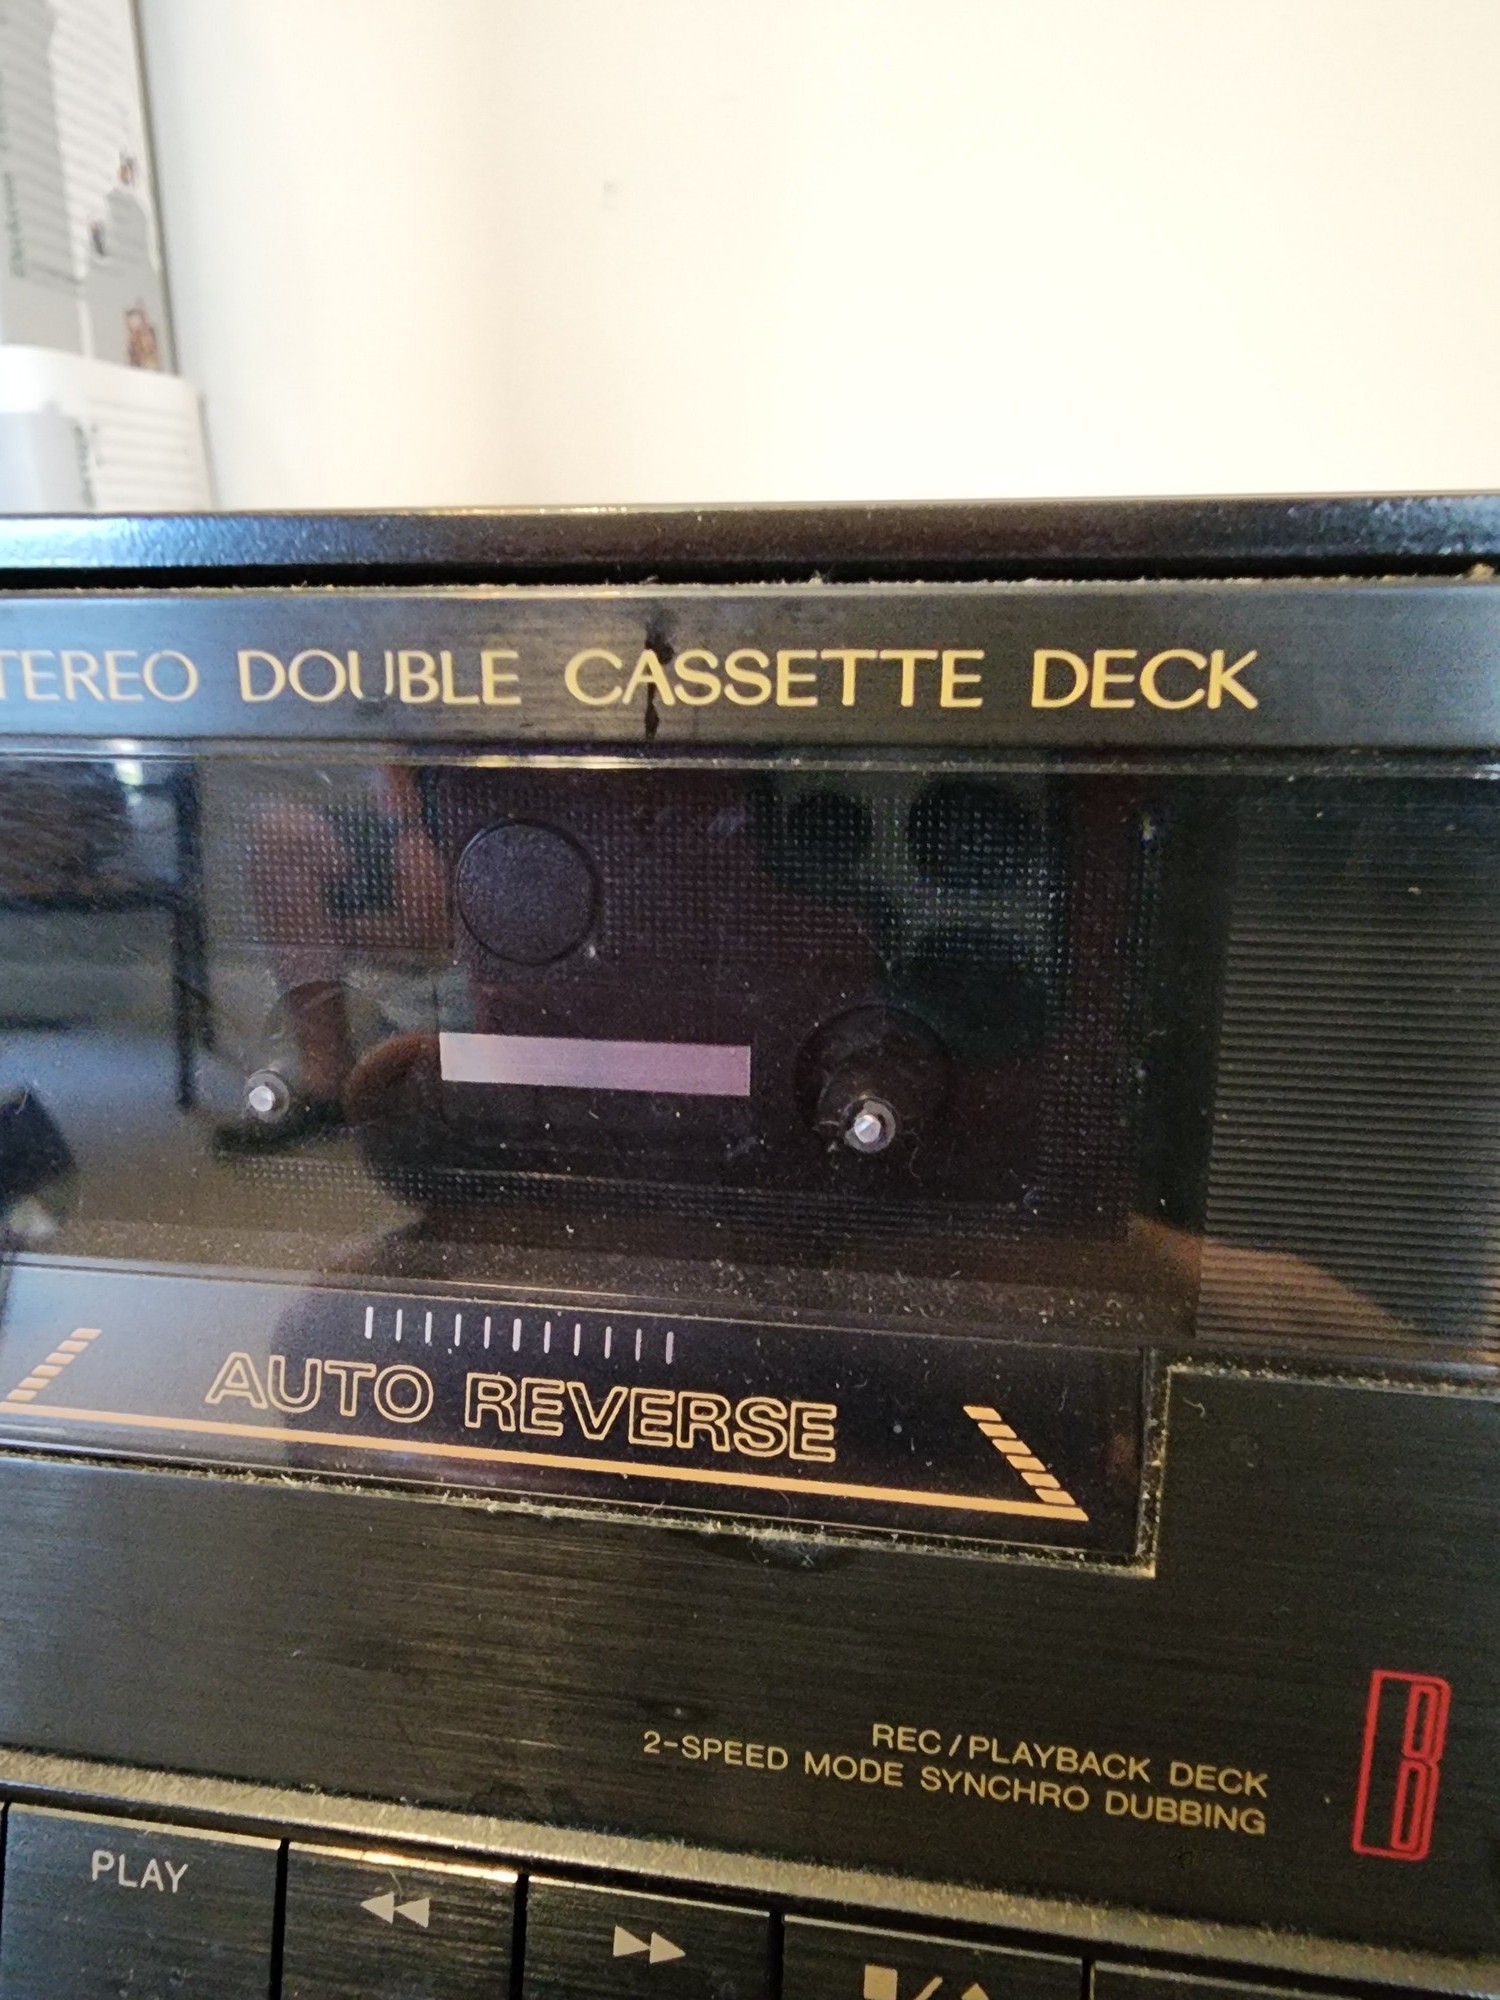 TEREO DOUBLE CASSETTE DECK
AUTO REVERSE
REC/PLAYBACK DECK
2-SPEED MODE SYNCHRO DUBBING
B
PLAY